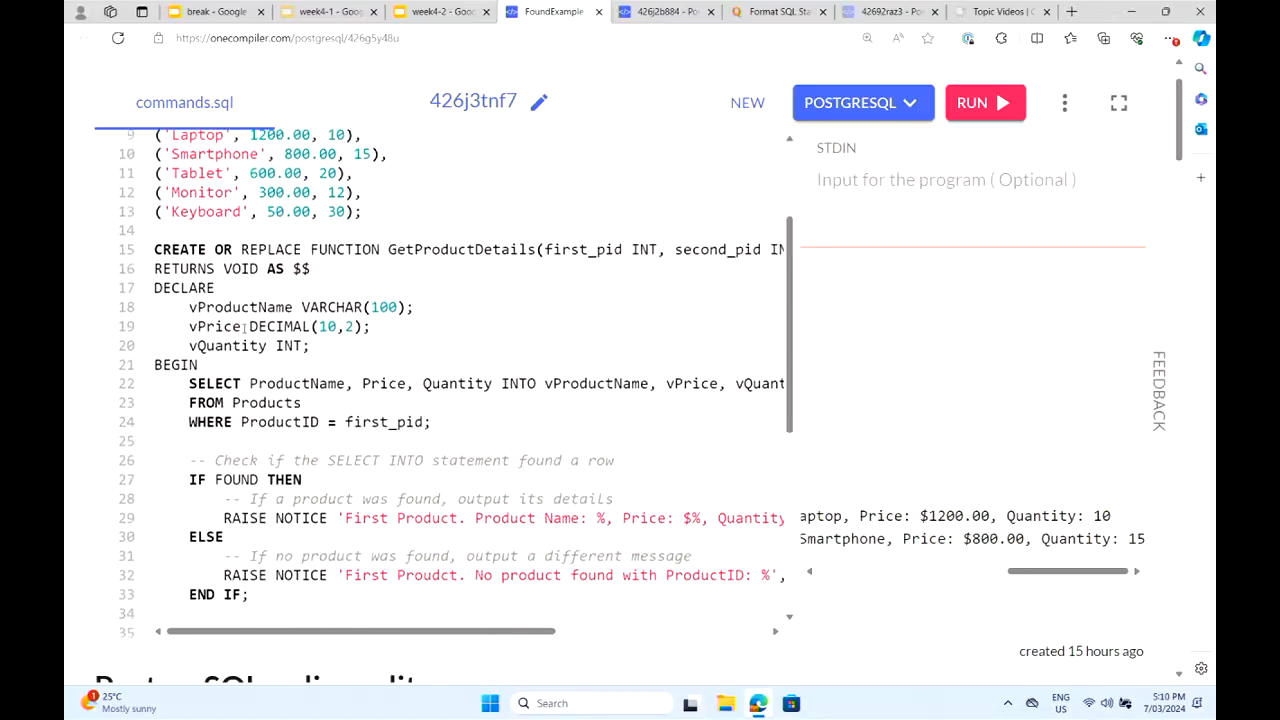 break - Google
week4-1 - Goog
week4-2 - Google
FoundExample
426j2b884 - Po
Format SQL Sta
42692raz3 - Po
Topic Videos | C
https://onecompiler.com/postgresql/426g5y48u
commands.sql
426j3tnf7
NEW
POSTGRESQL
RUN
9 ('Laptop', 1200.00, 10),
10 ('Smartphone', 800.00, 15),
11 ('Tablet', 600.00, 20),
12 ('Monitor', 300.00, 12),
13 ('Keyboard', 50.00, 30);
14
15 CREATE OR REPLACE FUNCTION GetProductDetails(first_pid INT, second_pid IN
16 RETURNS VOID AS $$
17 DECLARE
18 vProductName VARCHAR(100);
19 vPrice DECIMAL(10,2);
20 vQuantity INT;
21 BEGIN
22 SELECT ProductName, Price, Quantity INTO vProductName, vPrice, vQuant
23 FROM Products
24 WHERE ProductID = first_pid;
25
26 -- Check if the SELECT INTO statement found a row
27 IF FOUND THEN
28 -- If a product was found, output its details
29 RAISE NOTICE 'First Product. Product Name: %, Price: $%, Quantity
30 ELSE
31 -- If no product was found, output a different message
32 RAISE NOTICE 'First Proudct. No product found with ProductID: %',
33 END IF;
34
35
STDIN
Input for the program ( Optional )
aptop, Price: $1200.00, Quantity: 10
Smartphone, Price: $800.00, Quantity: 15
FEEDBACK
created 15 hours ago
1
25°C
Mostly sunny
Search
ENG
US
5:10 PM
7/03/2024